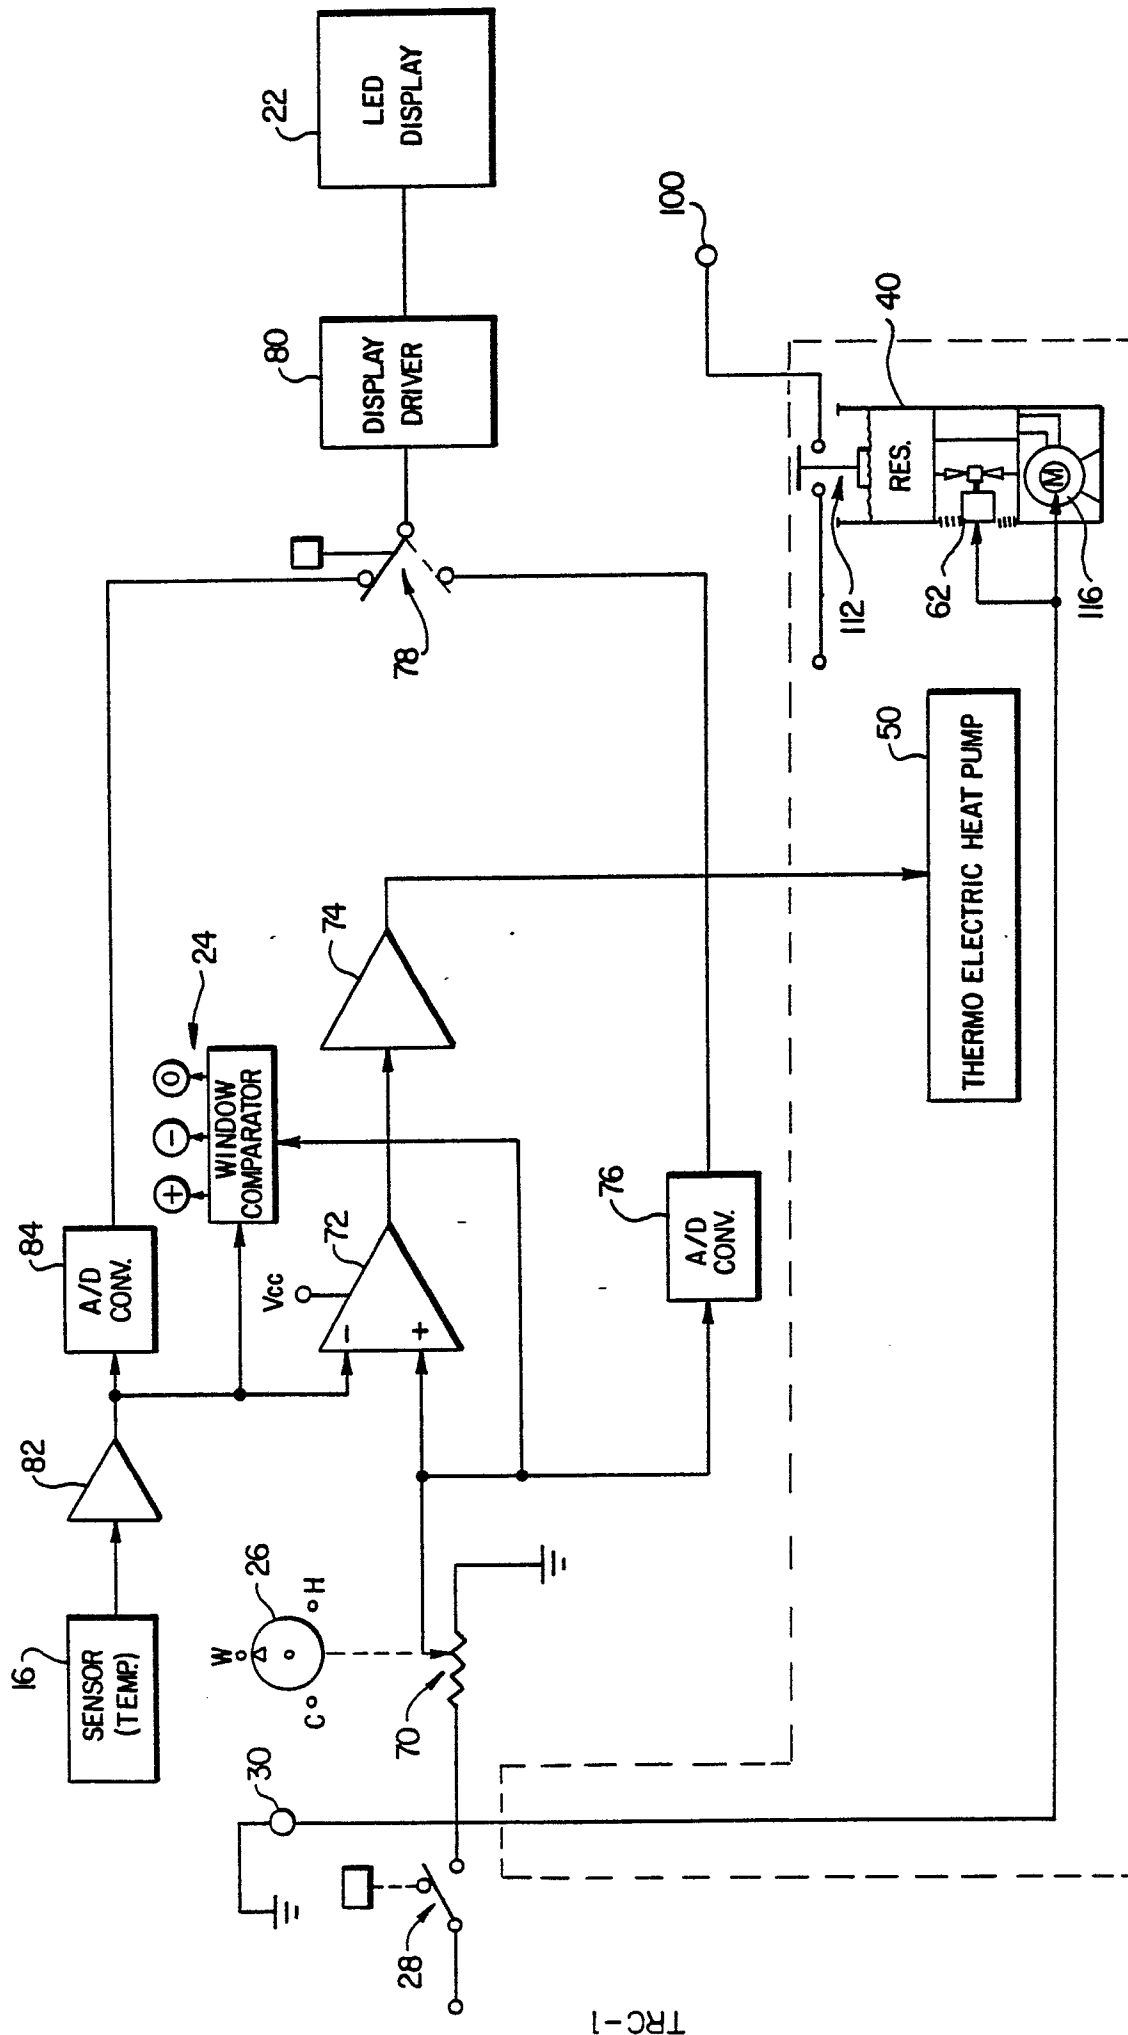 16
SENSOR
(TEMP.)
82
84
A/D
CONV.
24
+
-
O
WINDOW
COMPARATOR
Vcc
72
-
+
74
26
W
C
H
70
30
28
76
A/D
CONV.
78
80
DISPLAY
DRIVER
22
LED
DISPLAY
100
50
THERMO ELECTRIC HEAT PUMP
112
40
RES.
62
M
116
TRC-1